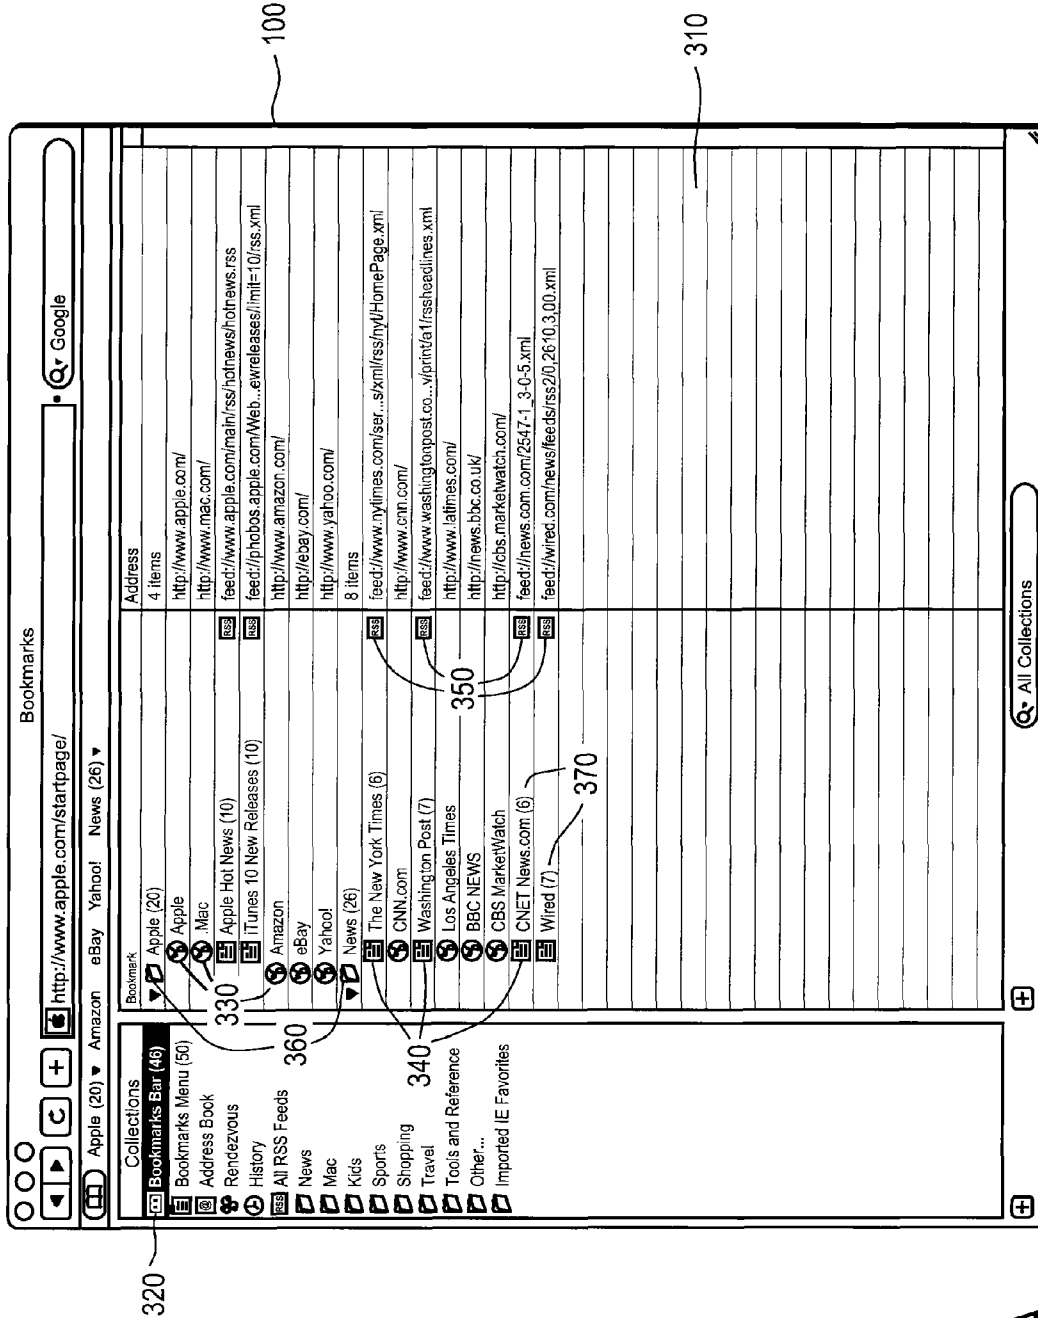 100
310
Bookmarks
http://www.apple.com/startpage/
Google
Apple (20) Amazon eBay Yahoo! News (26)
Collections
Bookmarks Bar (46)
Bookmarks Menu (50)
Address Book
Rendezvous
History
RSS All RSS Feeds
News
Mac
Kids
Sports
Shopping
Travel
Tools and Reference
Other...
Imported IE Favorites
Bookmark Address
Apple (20) 4 items
Apple http://www.apple.com/
.Mac http://www.mac.com/
Apple Hot News (10) RSS feed://www.apple.com/main/rss/hotnews/hotnews.rss
iTunes 10 New Releases (10) RSS feed://phobos.apple.com/Web...ewreleases/limit=10/rss.xml
Amazon http://www.amazon.com/
eBay http://ebay.com/
Yahoo! http://www.yahoo.com/
News (26) 8 items
The New York Times (6) RSS feed://www.nytimes.com/ser...s/xml/rss/nyt/HomePage.xml
CNN.com http://www.cnn.com/
Washington Post (7) RSS feed://www.washingtonpost.co...v/print/a1/rssheadlines.xml
Los Angeles Times http://www.latimes.com/
BBC NEWS http://news.bbc.co.uk/
CBS MarketWatch http://cbs.marketwatch.com/
CNET News.com (6) RSS feed://news.com.com/2547-1_3-0-5.xml
Wired (7) RSS feed://wired.com/news/feeds/rss2/0,2610,3,00.xml
330
360
340
350
370
320
All Collections